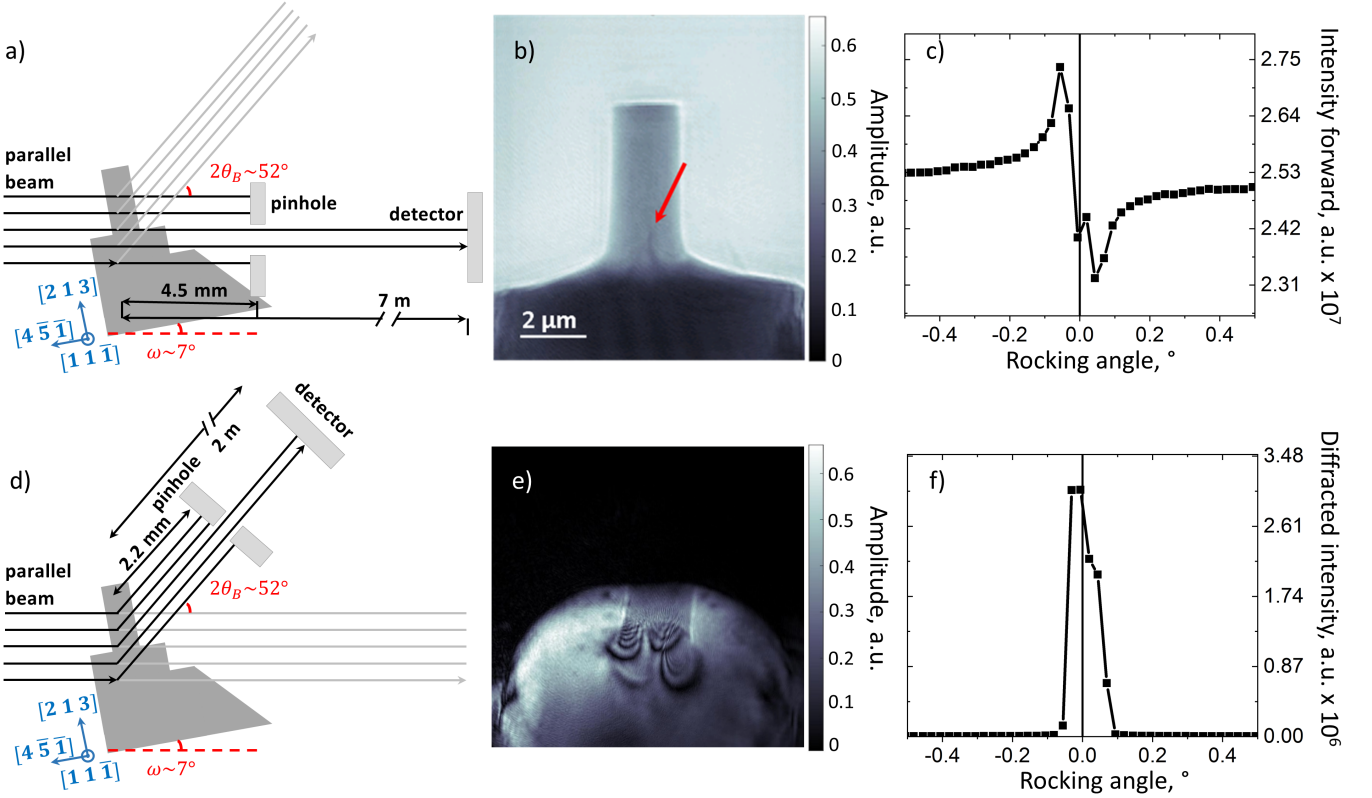 a)
parallel
beam
2θ_B~52°
pinhole
detector
4.5 mm
7 m
[2 1 3]
[4 5̅ 1̅]
[1 1 1̅]
ω~7°
b)
2 μm
0.6
0.5
0.4
0.3
0.2
0.1
0
Amplitude, a.u.
c)
2.75
2.64
2.53
2.42
2.31
Intensity forward, a.u. x 10⁷
-0.4
-0.2
0.0
0.2
0.4
Rocking angle, °
d)
parallel
beam
2 m
pinhole
2.2 mm
detector
2θ_B~52°
[2 1 3]
[4 5̅ 1̅]
[1 1 1̅]
ω~7°
e)
0.6
0.5
0.4
0.3
0.2
0.1
0
Amplitude, a.u.
f)
3.48
2.61
1.74
0.87
0.00
Diffracted intensity, a.u. x 10⁶
-0.4
-0.2
0.0
0.2
0.4
Rocking angle, °